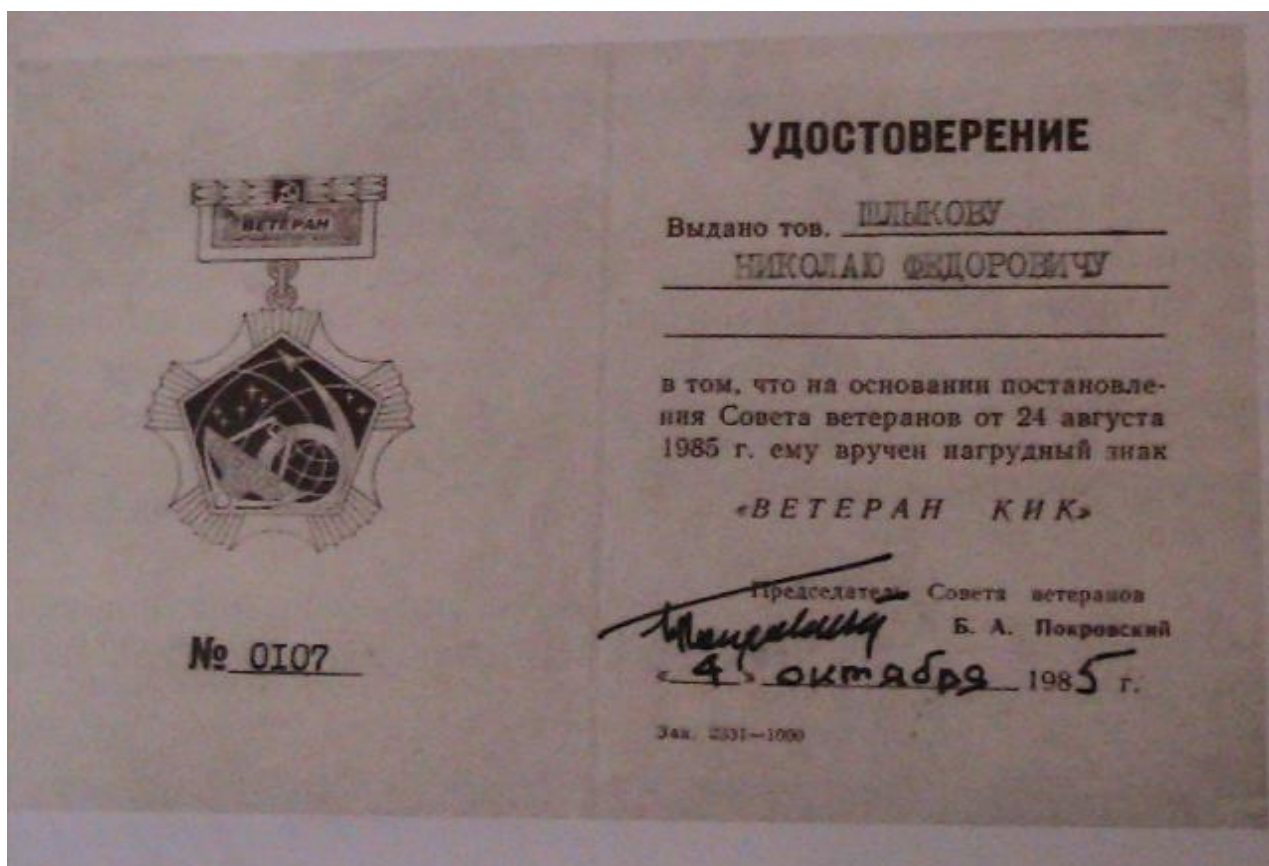 ВЕТЕРАН
№ 0I07
УДОСТОВЕРЕНИЕ
Выдано тов. ШЛЫКОВУ
НИКОЛАЮ ФЕДОРОВИЧУ
в том, что на основании постановле-
ния Совета ветеранов от 24 августа
1985 г. ему вручен нагрудный знак
«ВЕТЕРАН КИК»
Председатель Совета ветеранов
Б. А. Покровский
«4» октября 1985 г.
Зак. 2331—1000